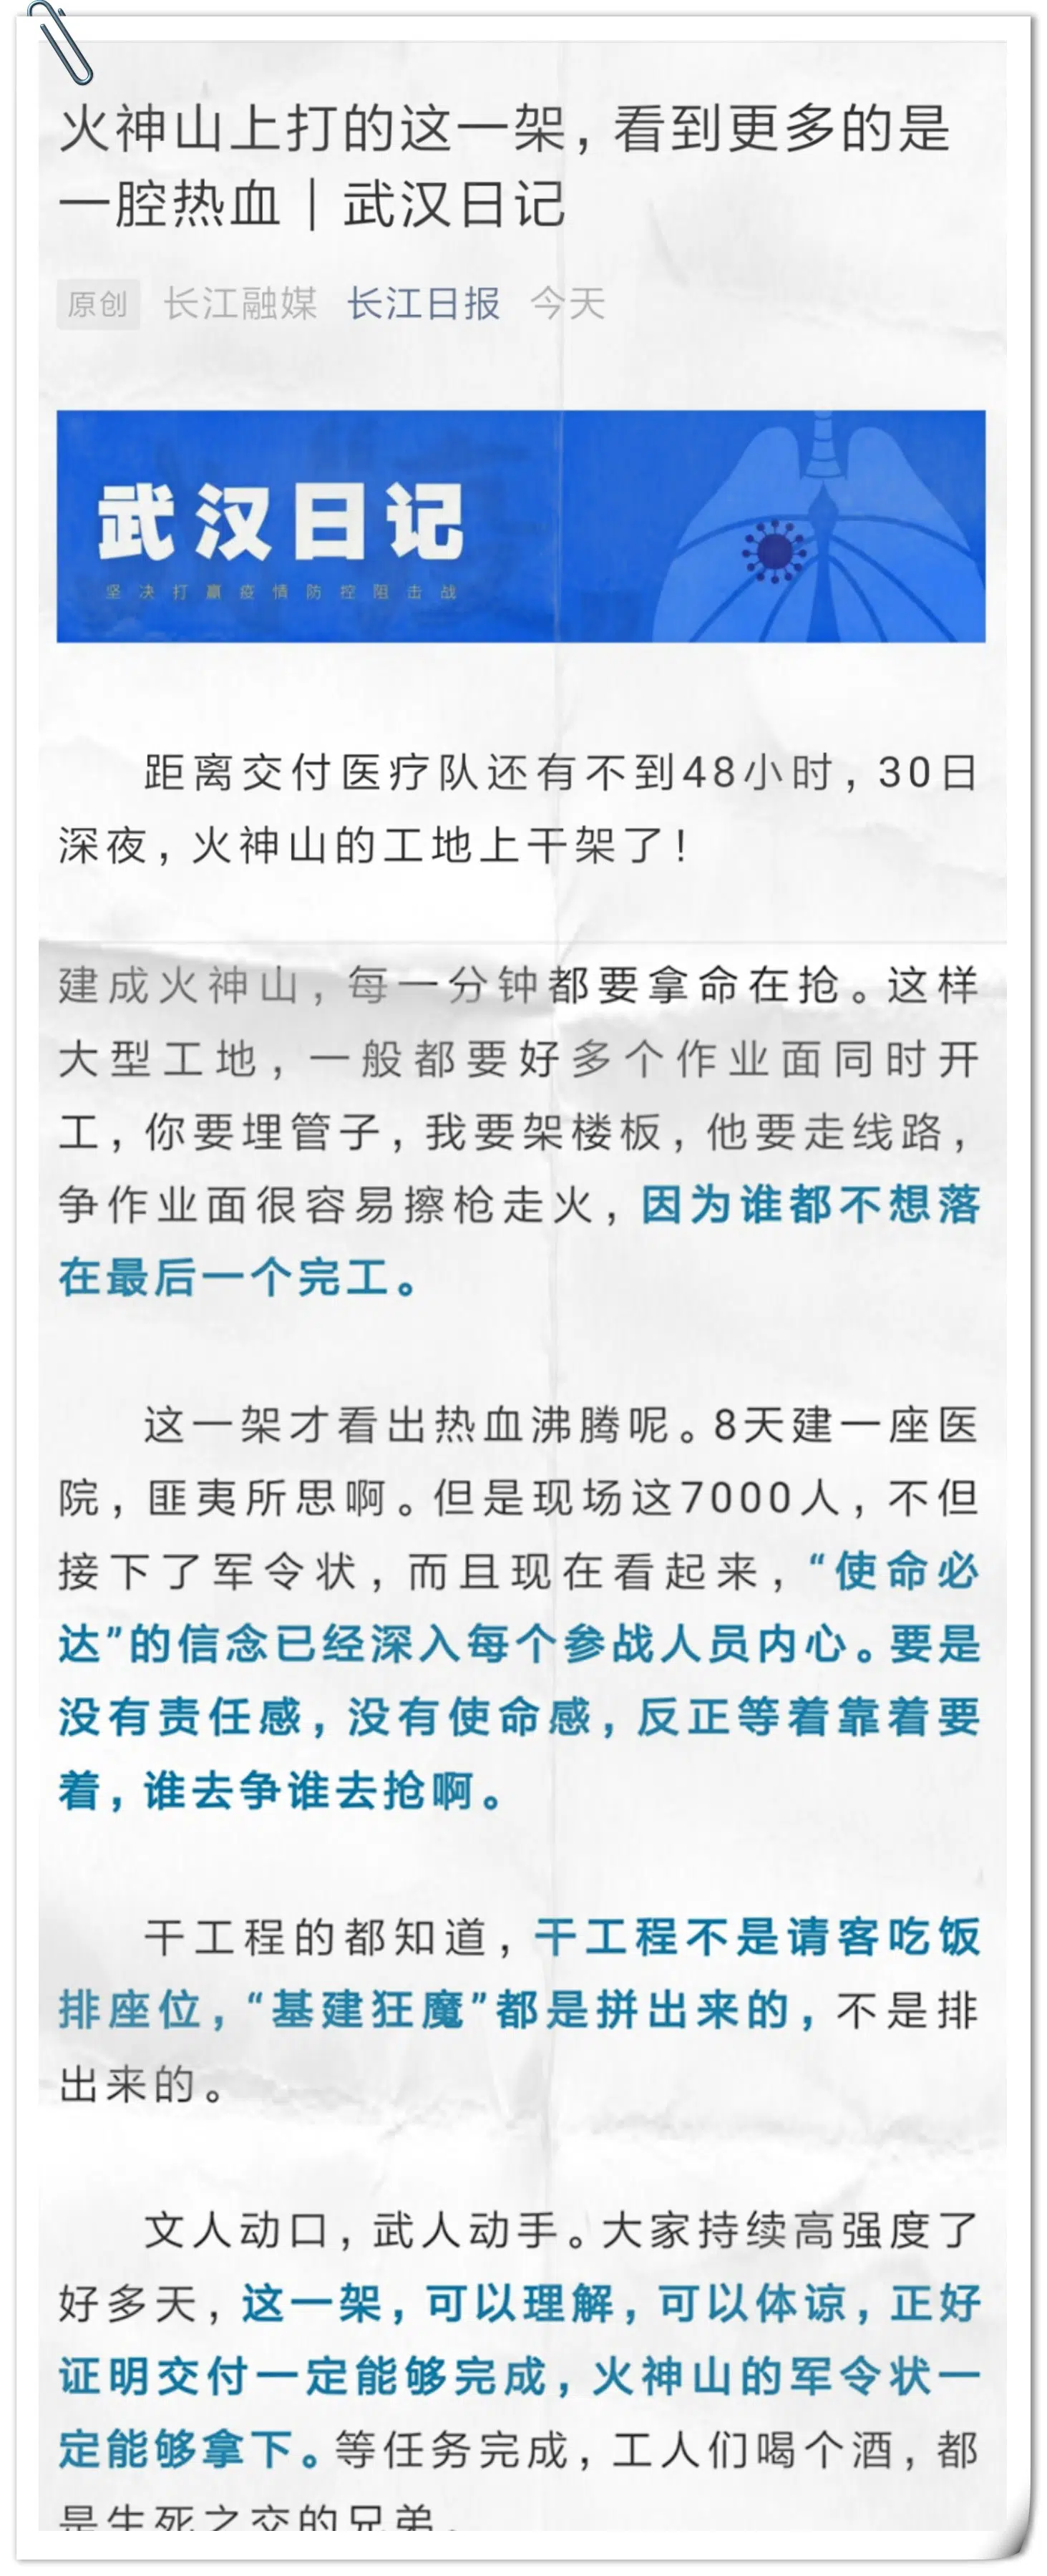 火神山上打的这一架，看到更多的是
一腔热血｜武汉日记
原创 长江融媒 长江日报 今天
武汉日记
坚决打赢疫情防控阻击战
距离交付医疗队还有不到48小时，30日
深夜，火神山的工地上干架了！
建成火神山，每一分钟都要拿命在抢。这样
大型工地，一般都要好多个作业面同时开
工，你要埋管子，我要架楼板，他要走线路，
争作业面很容易擦枪走火，因为谁都不想落
在最后一个完工。
这一架才看出热血沸腾呢。8天建一座医
院，匪夷所思啊。但是现场这7000人，不但
接下了军令状，而且现在看起来，“使命必
达”的信念已经深入每个参战人员内心。要是
没有责任感，没有使命感，反正等着靠着要
着，谁去争谁去抢啊。
干工程的都知道，干工程不是请客吃饭
排座位，“基建狂魔”都是拼出来的，不是排
出来的。
文人动口，武人动手。大家持续高强度了
好多天，这一架，可以理解，可以体谅，正好
证明交付一定能够完成，火神山的军令状一
定能够拿下。等任务完成，工人们喝个酒，都
是生死之交的兄弟。